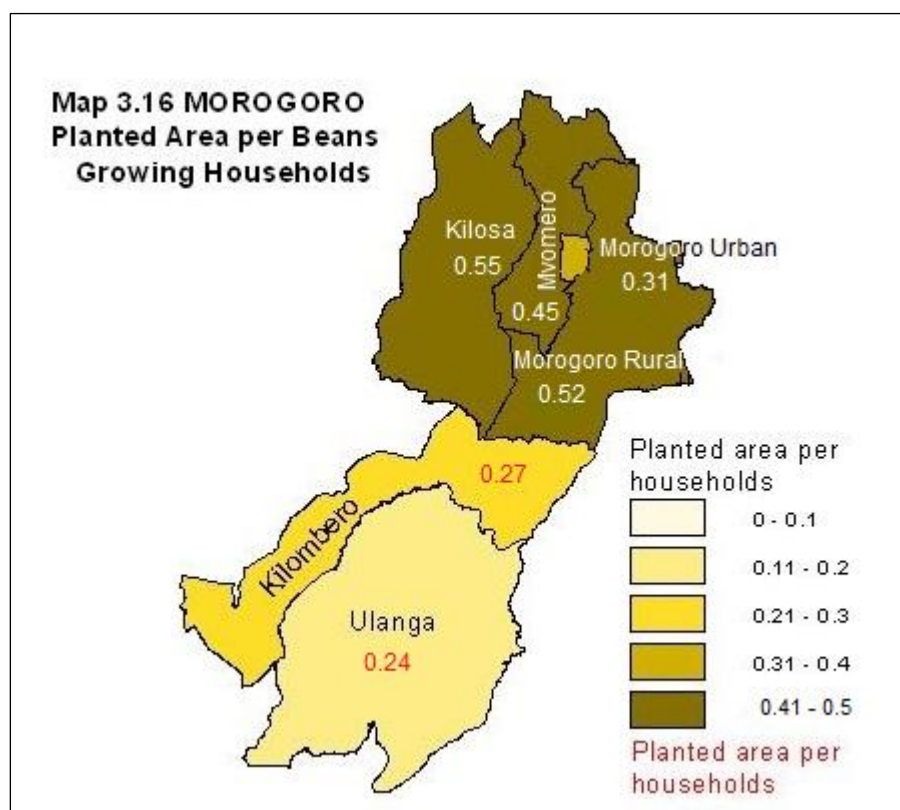 Map 3.16 MOROGORO
Planted Area per Beans
Growing Households
Kilosa
0.55
Mvomero
0.45
Morogoro Urban
0.31
Morogoro Rural
0.52
0.27
Kilombero
Ulanga
0.24
Planted area per
households
0 - 0.1
0.11 - 0.2
0.21 - 0.3
0.31 - 0.4
0.41 - 0.5
Planted area per
households